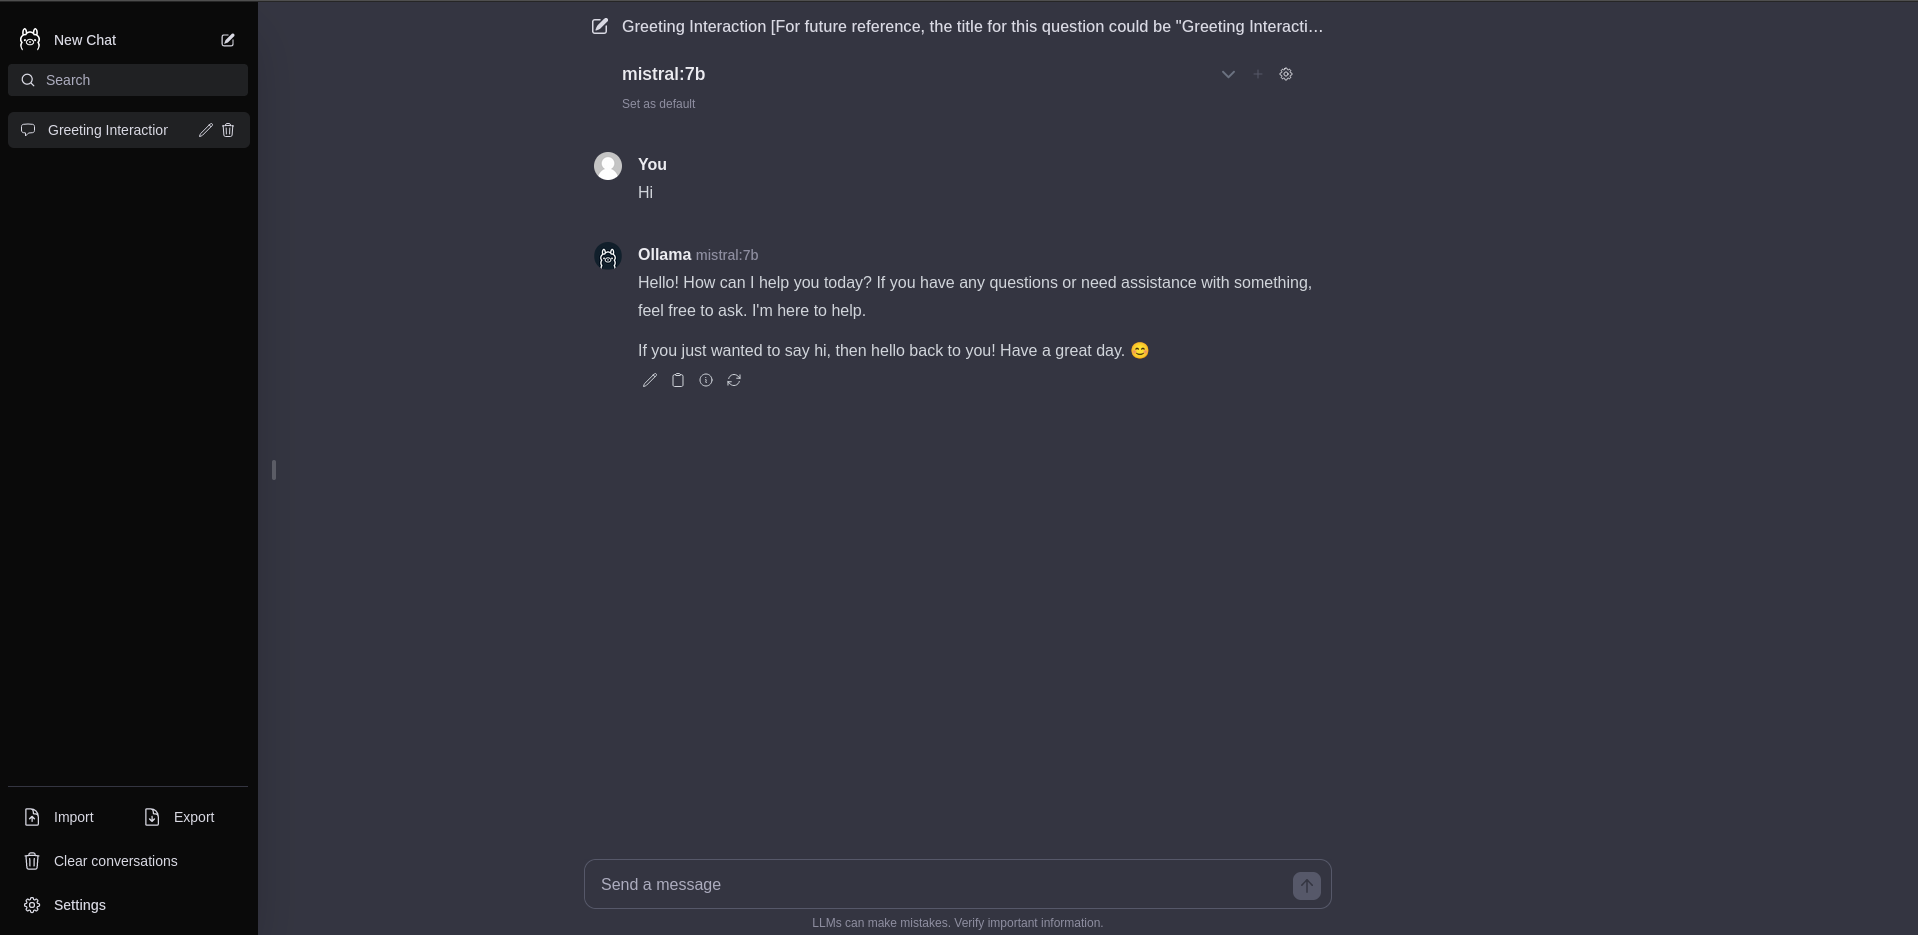 New Chat
Search
Greeting Interaction
Import
Export
Clear conversations
Settings
Greeting Interaction [For future reference, the title for this question could be "Greeting Interacti...
mistral:7b
Set as default
You
Hi
Ollama mistral:7b
Hello! How can I help you today? If you have any questions or need assistance with something,
feel free to ask. I'm here to help.
If you just wanted to say hi, then hello back to you! Have a great day. 😊
Send a message
LLMs can make mistakes. Verify important information.